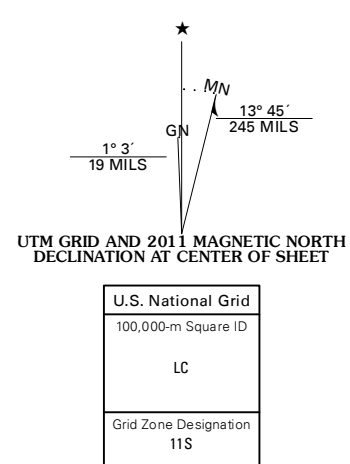 ★
MN
GN
13° 45´
245 MILS
1° 3´
19 MILS
UTM GRID AND 2011 MAGNETIC NORTH
DECLINATION AT CENTER OF SHEET
U.S. National Grid
100,000-m Square ID
LC
Grid Zone Designation
11S